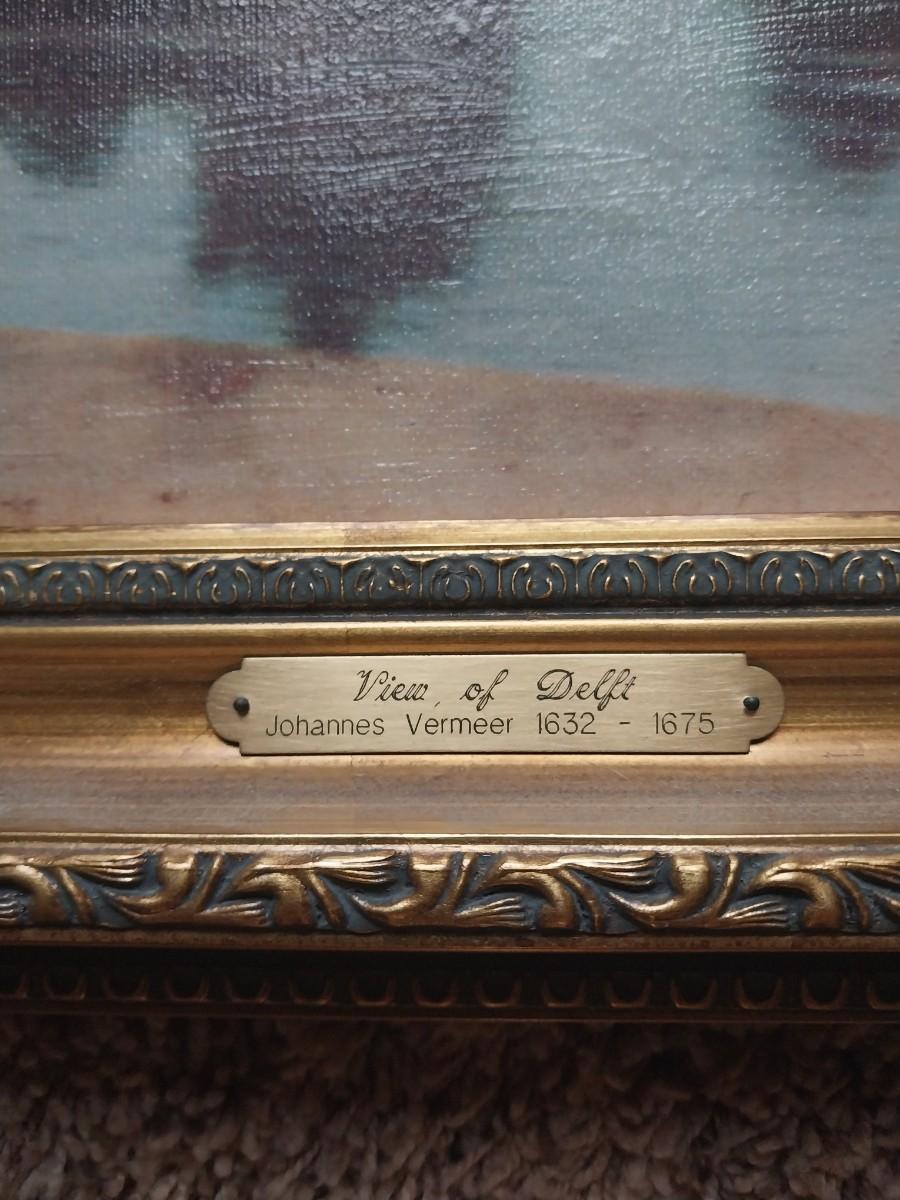 View of Delft
Johannes Vermeer 1632 - 1675